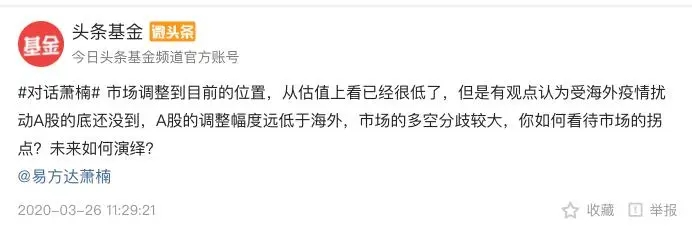 基金
头条基金 微头条
今日头条基金频道官方账号
#对话萧楠# 市场调整到目前的位置，从估值上看已经很低了，但是有观点认为受海外疫情扰
动A股的底还没到，A股的调整幅度远低于海外，市场的多空分歧较大，你如何看待市场的拐
点？未来如何演绎？
@易方达萧楠
2020-03-26 11:29:21 收藏 举报